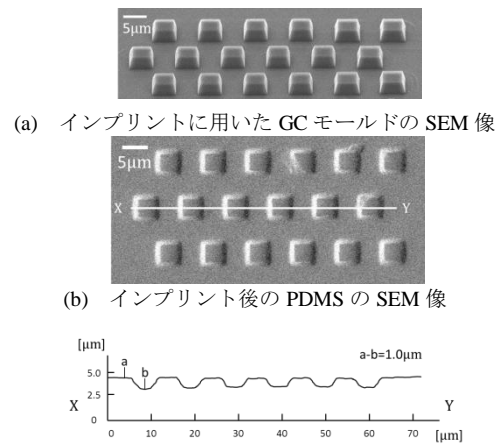 5μm
(a) インプリントに用いた GC モールドの SEM 像
5μm
X Y
(b) インプリント後の PDMS の SEM 像
[μm]
a-b=1.0μm
a
5.0
b
2.5
X Y
0
0 10 20 30 40 50 60 70 [μm]